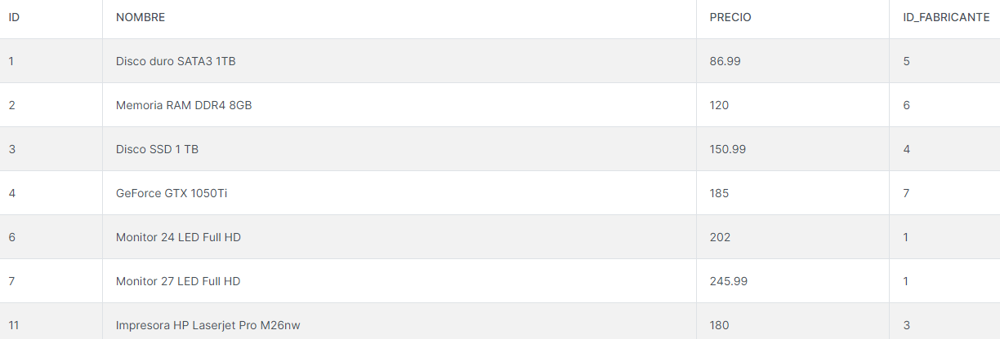 ID NOMBRE PRECIO ID_FABRICANTE
1 Disco duro SATA3 1TB 86.99 5
2 Memoria RAM DDR4 8GB 120 6
3 Disco SSD 1 TB 150.99 4
4 GeForce GTX 1050Ti 185 7
6 Monitor 24 LED Full HD 202 1
7 Monitor 27 LED Full HD 245.99 1
11 Impresora HP Laserjet Pro M26nw 180 3